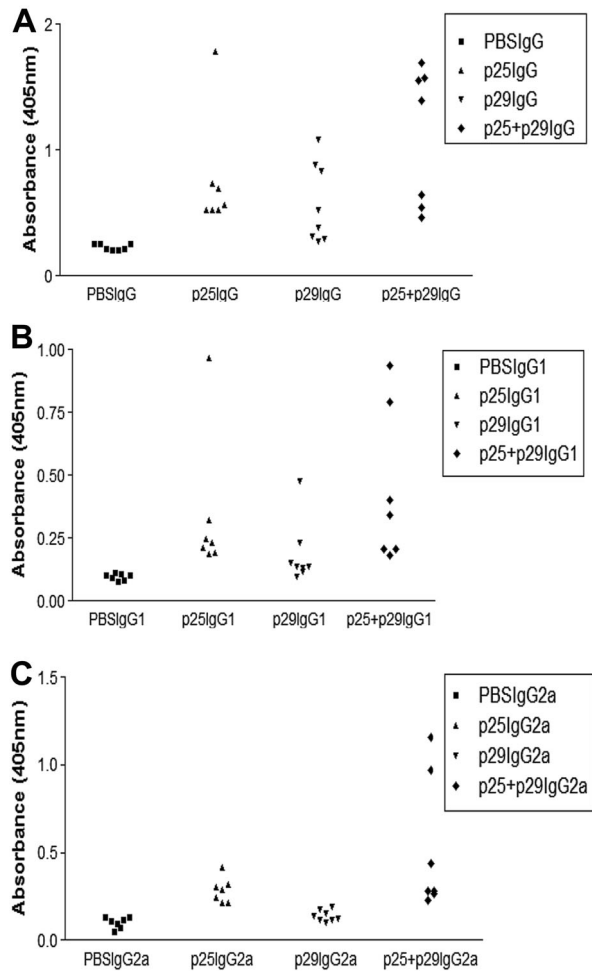 A
Absorbance (405nm)
2
1
0
PBSIgG
p25IgG
p29IgG
p25+p29IgG
PBSIgG
p25IgG
p29IgG
p25+p29IgG
B
Absorbance (405nm)
1.00
0.75
0.50
0.25
0.00
PBSIgG1
p25IgG1
p29IgG1
p25+p29IgG1
PBSIgG1
p25IgG1
p29IgG1
p25+p29IgG1
C
Absorbance (405nm)
1.5
1.0
0.5
0.0
PBSIgG2a
p25IgG2a
p29IgG2a
p25+p29IgG2a
PBSIgG2a
p25IgG2a
p29IgG2a
p25+p29IgG2a